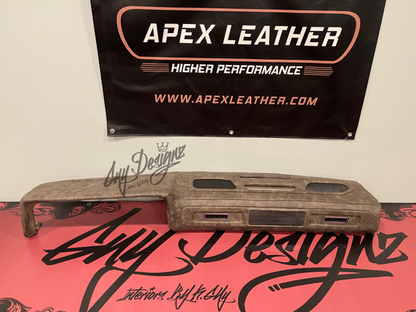 APEX LEATHER
HIGHER PERFORMANCE
WWW.APEXLEATHER.COM
Guy Designz
Guy Designz
Interiors By R. Guy